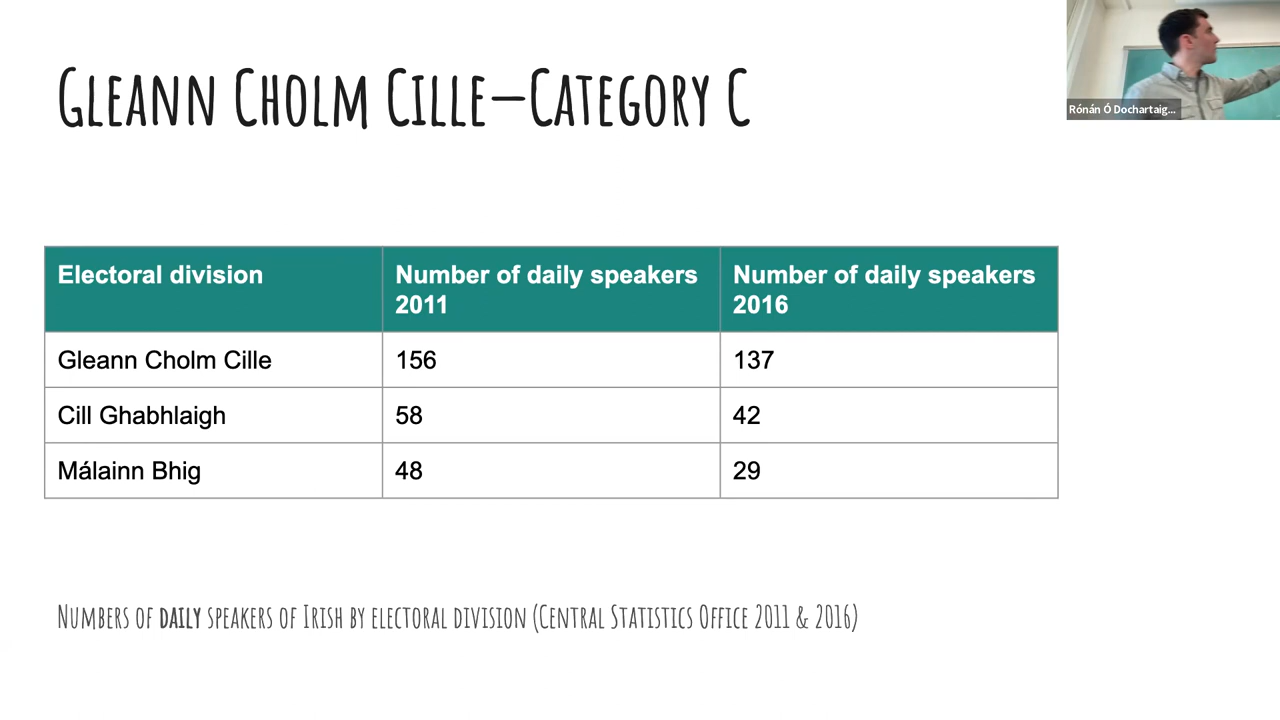 GLEANN CHOLM CILLE—CATEGORY C
Rónán Ó Dochartaig...
Electoral division
Number of daily speakers
2011
Number of daily speakers
2016
Gleann Cholm Cille
156
137
Cill Ghabhlaigh
58
42
Málainn Bhig
48
29
NUMBERS OF DAILY SPEAKERS OF IRISH BY ELECTORAL DIVISION (CENTRAL STATISTICS OFFICE 2011 & 2016)